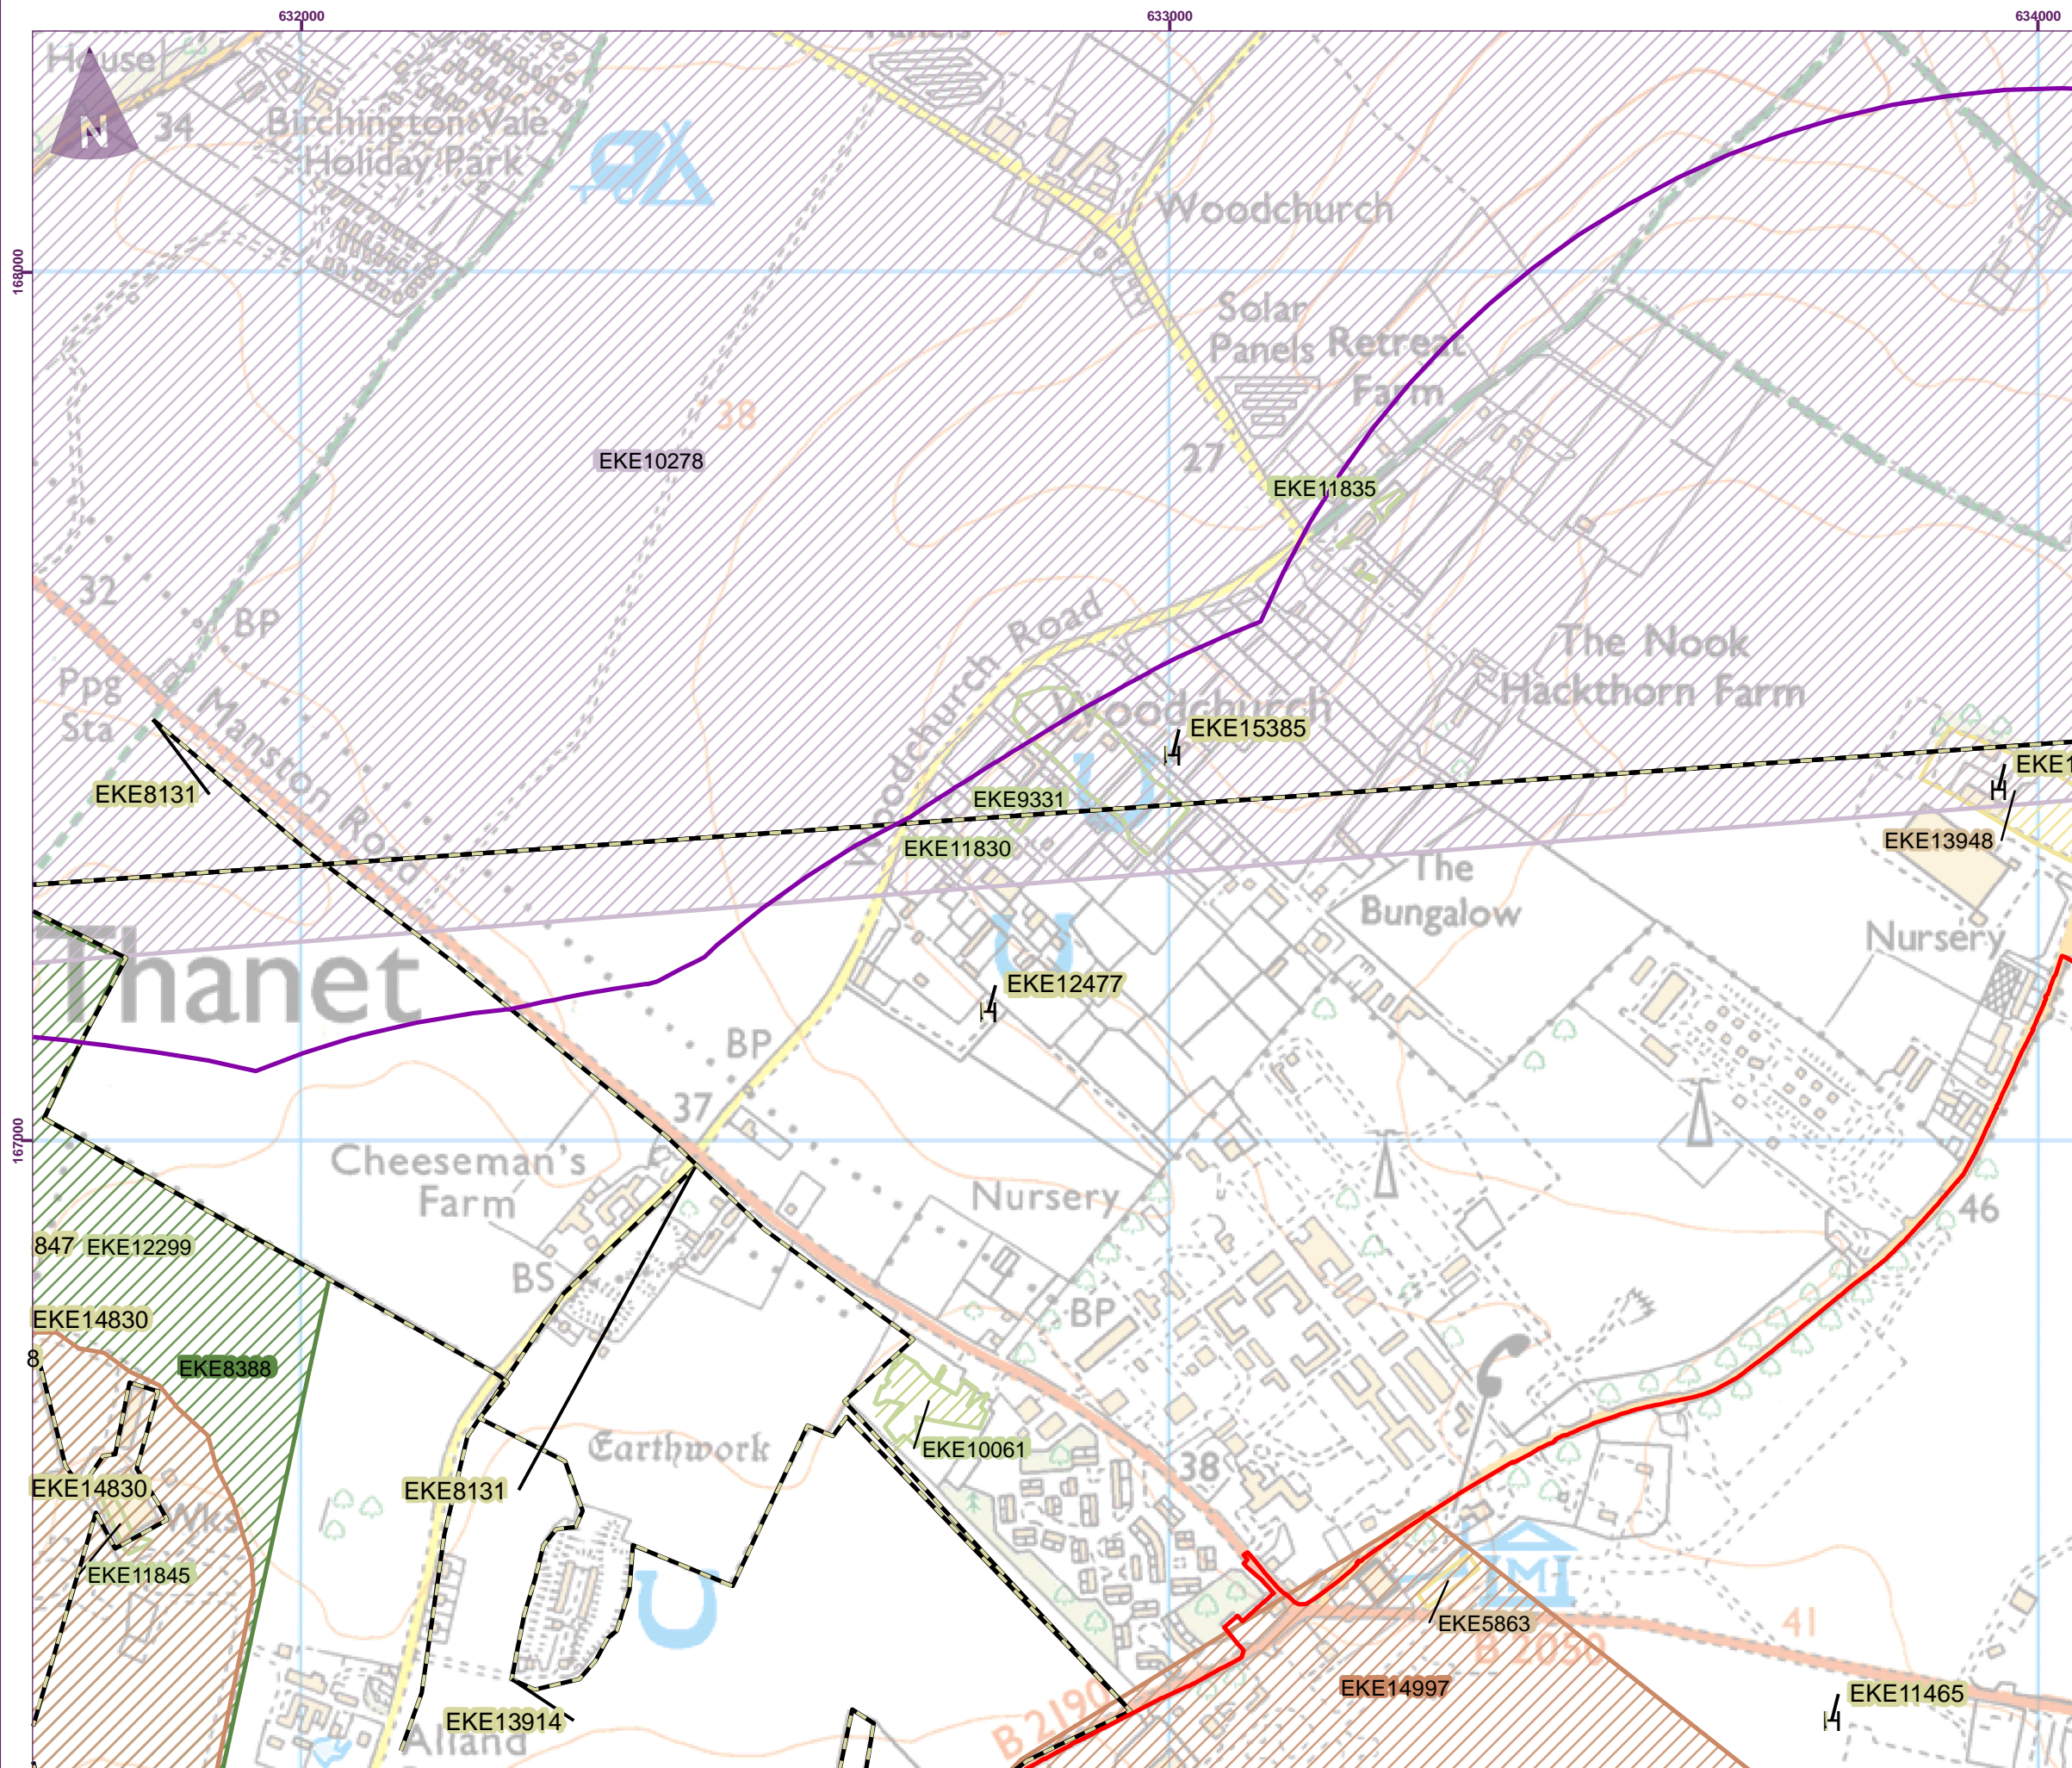 632000
633000
634000
168000
167000
N
House
34
Birchington Vale
Holiday Park
Panels
Woodchurch
Solar
Panels
Retreat
Farm
38
27
EKE10278
EKE11835
32
BP
Ppg
Sta
Manston Road
Woodchurch Road
The Nook
Hackthorn Farm
Woodchurch
EKE15385
EKE8131
EKE1
EKE9331
EKE11830
EKE13948
The
Bungalow
Nursery
Thanet
EKE12477
BP
37
Cheeseman's
Farm
Nursery
46
847
EKE12299
BS
BP
EKE14830
8
EKE8388
Earthwork
EKE10061
38
EKE14830
EKE8131
Wks
EKE11845
M
EKE5863
41
B 2050
EKE14997
EKE11465
B 2190
EKE13914
Alland